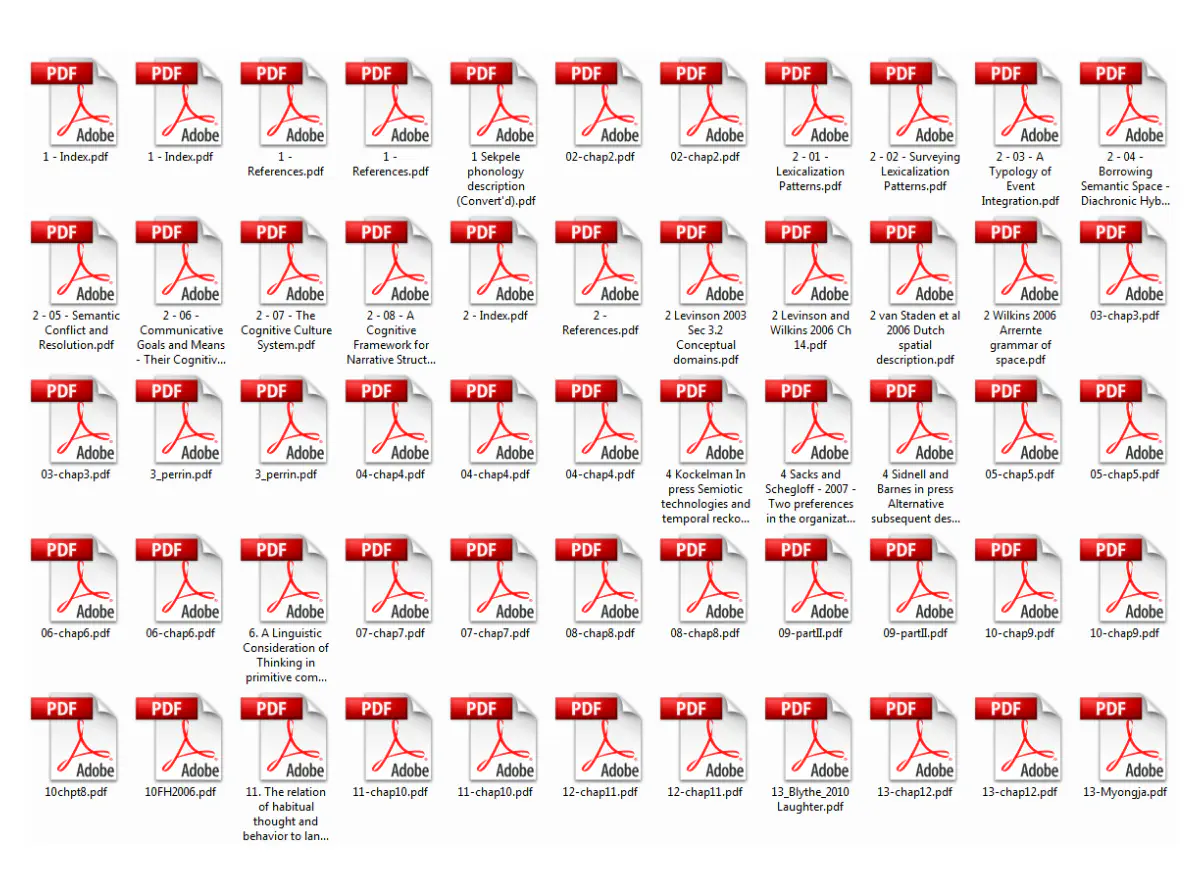 PDF
Adobe
1 - Index.pdf
PDF
Adobe
1 - Index.pdf
PDF
Adobe
1 -
References.pdf
PDF
Adobe
1 -
References.pdf
PDF
Adobe
1 Sekpele
phonology
description
(Convert'd).pdf
PDF
Adobe
02-chap2.pdf
PDF
Adobe
02-chap2.pdf
PDF
Adobe
2 - 01 -
Lexicalization
Patterns.pdf
PDF
Adobe
2 - 02 - Surveying
Lexicalization
Patterns.pdf
PDF
Adobe
2 - 03 - A
Typology of
Event
Integration.pdf
PDF
Adobe
2 - 04 -
Borrowing
Semantic Space -
Diachronic Hyb...
PDF
Adobe
2 - 05 - Semantic
Conflict and
Resolution.pdf
PDF
Adobe
2 - 06 -
Communicative
Goals and Means
- Their Cognitiv...
PDF
Adobe
2 - 07 - The
Cognitive Culture
System.pdf
PDF
Adobe
2 - 08 - A
Cognitive
Framework for
Narrative Struct...
PDF
Adobe
2 - Index.pdf
PDF
Adobe
2 -
References.pdf
PDF
Adobe
2 Levinson 2003
Sec 3.2
Conceptual
domains.pdf
PDF
Adobe
2 Levinson and
Wilkins 2006 Ch
14.pdf
PDF
Adobe
2 van Staden et al
2006 Dutch
spatial
description.pdf
PDF
Adobe
2 Wilkins 2006
Arrernte
grammar of
space.pdf
PDF
Adobe
03-chap3.pdf
PDF
Adobe
03-chap3.pdf
PDF
Adobe
3_perrin.pdf
PDF
Adobe
3_perrin.pdf
PDF
Adobe
04-chap4.pdf
PDF
Adobe
04-chap4.pdf
PDF
Adobe
04-chap4.pdf
PDF
Adobe
4 Kockelman In
press Semiotic
technologies and
temporal recko...
PDF
Adobe
4 Sacks and
Schegloff - 2007 -
Two preferences
in the organizat...
PDF
Adobe
4 Sidnell and
Barnes in press
Alternative
subsequent des...
PDF
Adobe
05-chap5.pdf
PDF
Adobe
05-chap5.pdf
PDF
Adobe
06-chap6.pdf
PDF
Adobe
06-chap6.pdf
PDF
Adobe
6. A Linguistic
Consideration of
Thinking in
primitive com...
PDF
Adobe
07-chap7.pdf
PDF
Adobe
07-chap7.pdf
PDF
Adobe
08-chap8.pdf
PDF
Adobe
08-chap8.pdf
PDF
Adobe
09-partII.pdf
PDF
Adobe
09-partII.pdf
PDF
Adobe
10-chap9.pdf
PDF
Adobe
10-chap9.pdf
PDF
Adobe
10chpt8.pdf
PDF
Adobe
10FH2006.pdf
PDF
Adobe
11. The relation
of habitual
thought and
behavior to lan...
PDF
Adobe
11-chap10.pdf
PDF
Adobe
11-chap10.pdf
PDF
Adobe
12-chap11.pdf
PDF
Adobe
12-chap11.pdf
PDF
Adobe
13_Blythe_2010
Laughter.pdf
PDF
Adobe
13-chap12.pdf
PDF
Adobe
13-chap12.pdf
PDF
Adobe
13-Myongja.pdf